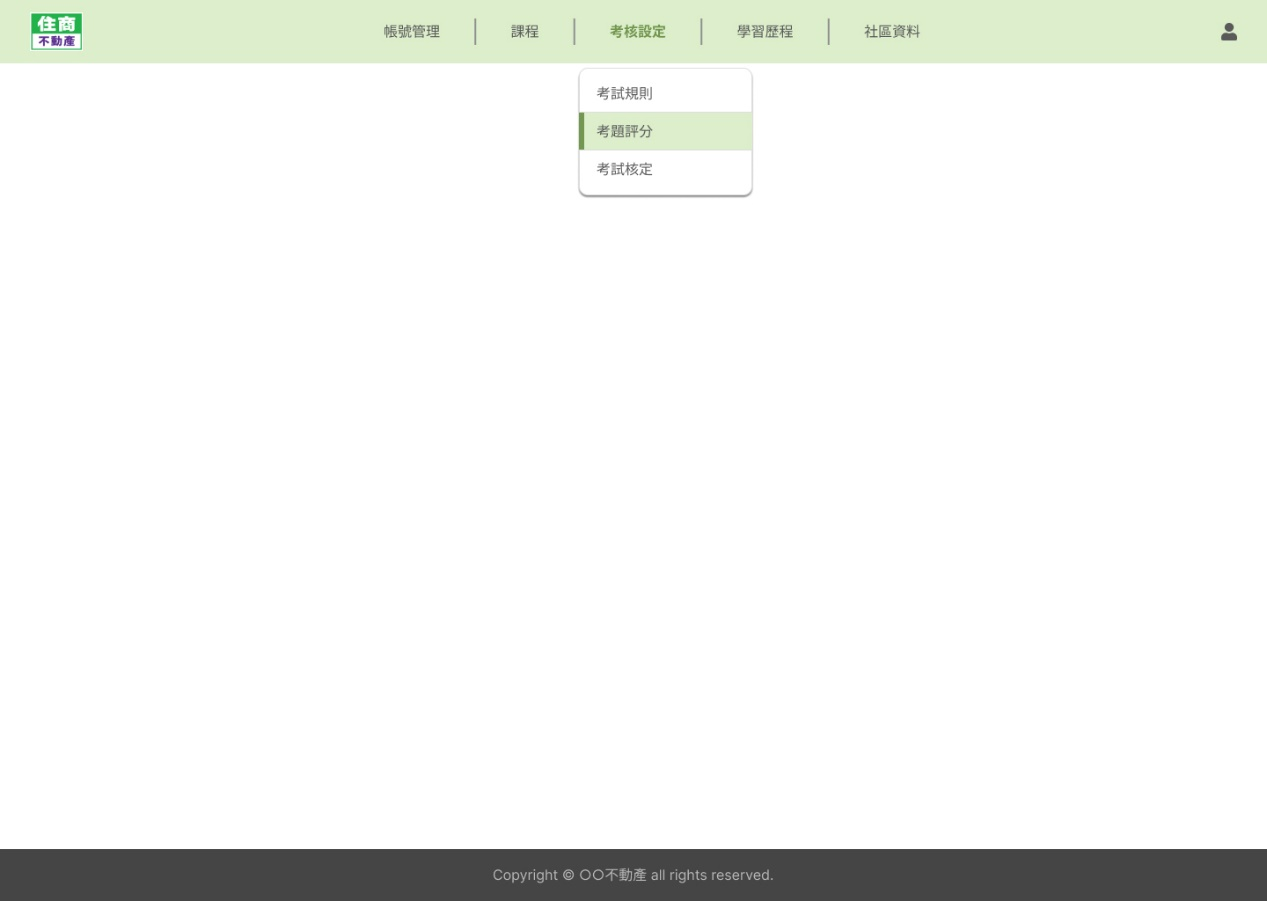 住商
不動產
帳號管理
課程
考核設定
學習歷程
社區資料
考試規則
考題評分
考試核定
Copyright © ○○不動產 all rights reserved.